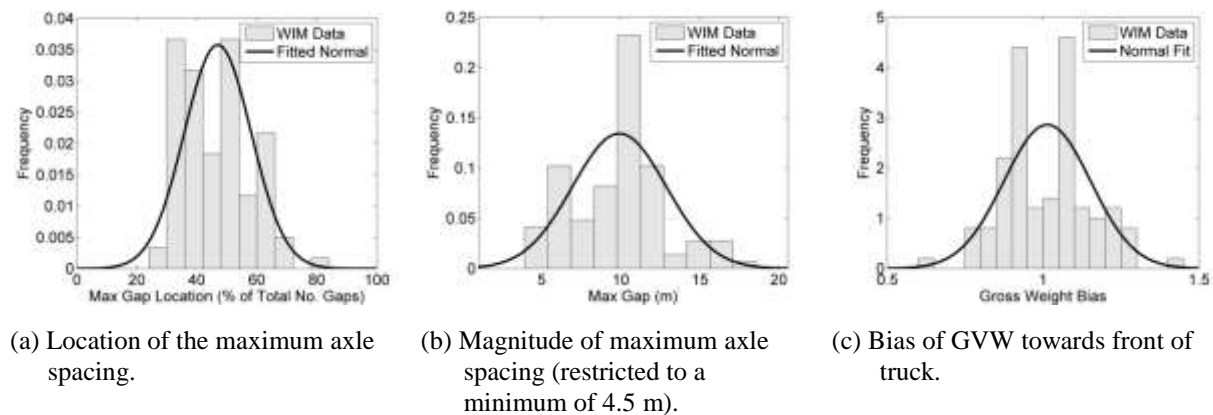 0.04
0.035
0.03
0.025
0.02
0.015
0.01
0.005
0
Frequency
WIM Data
Fitted Normal
0 20 40 60 80 100
Max Gap Location (% of Total No. Gaps)
(a) Location of the maximum axle
spacing.
0.25
0.2
0.15
0.1
0.05
0
Frequency
WIM Data
Fitted Normal
5 10 15 20
Max Gap (m)
(b) Magnitude of maximum axle
spacing (restricted to a
minimum of 4.5 m).
5
4
3
2
1
0
Frequency
WIM Data
Normal Fit
0.5 1 1.5
Gross Weight Bias
(c) Bias of GVW towards front of
truck.